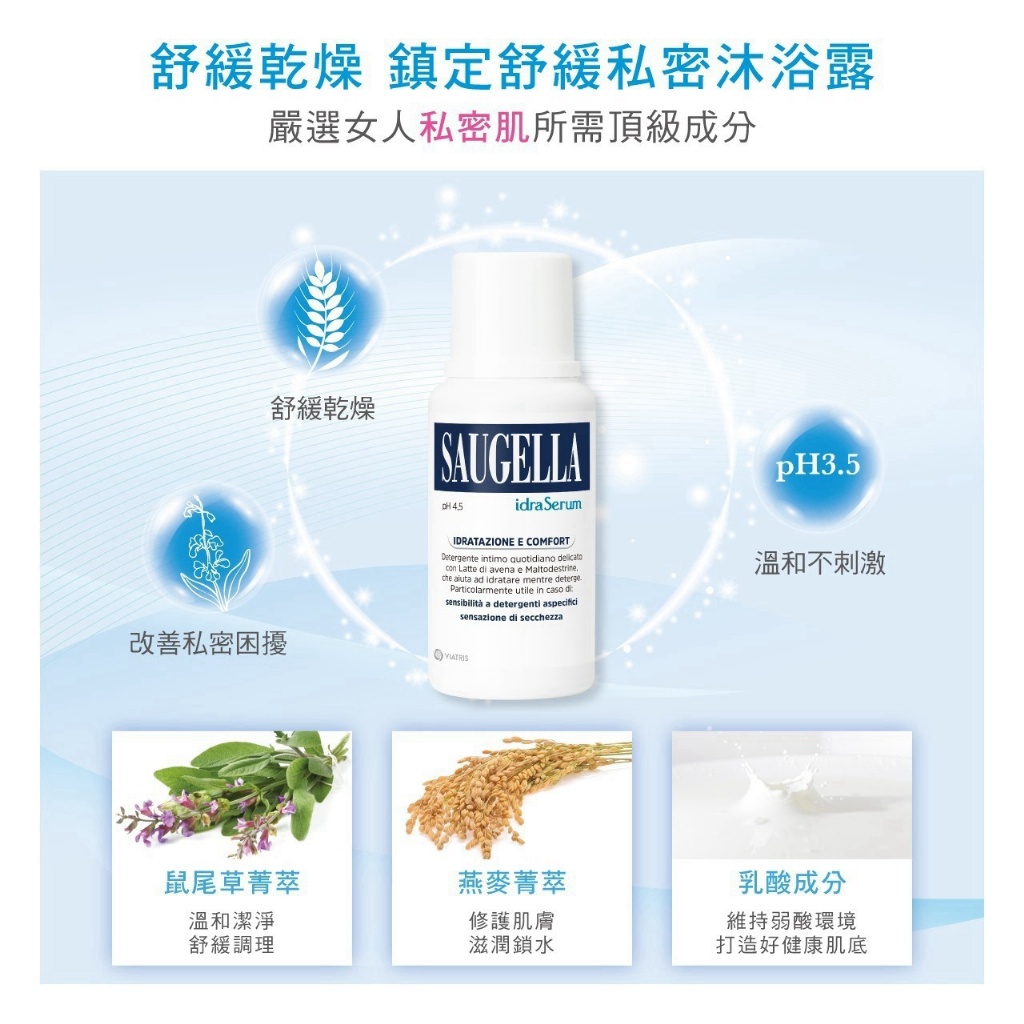 舒緩乾燥 鎮定舒緩私密沐浴露
嚴選女人私密肌所需頂級成分
舒緩乾燥
SAUGELLA
pH 4.5
idraSerum
IDRATAZIONE E COMFORT
Detergente intimo quotidiano delicato
con Latte di avena e Maltodestrine,
che aiuta ad idratare mentre deterge.
Particolarmente utile in caso di:
sensibilità a detergenti aspecifici
sensazione di secchezza
VIATRIS
pH3.5
溫和不刺激
改善私密困擾
鼠尾草菁萃
溫和潔淨
舒緩調理
燕麥菁萃
修護肌膚
滋潤鎖水
乳酸成分
維持弱酸環境
打造好健康肌底